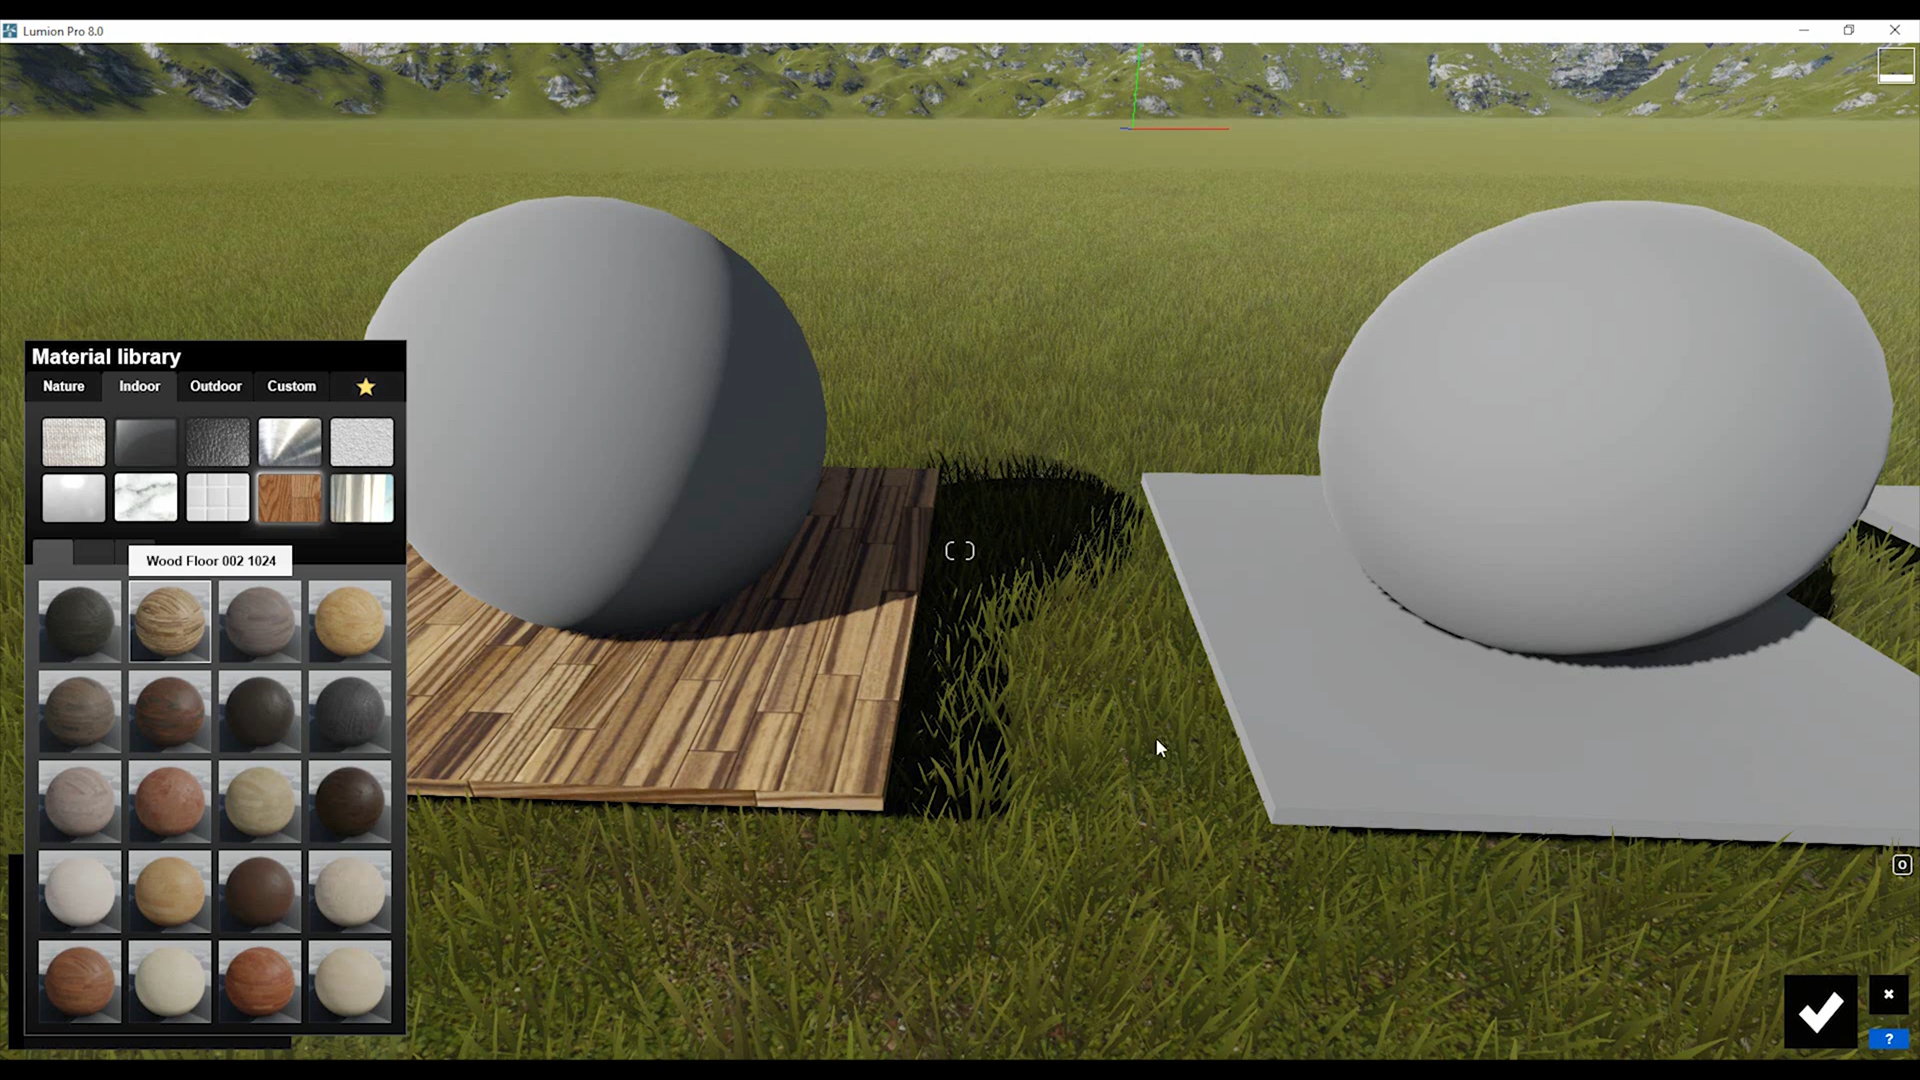 Lumion Pro 8.0
Material library
Nature Indoor Outdoor Custom
Wood Floor 002 1024
O
?